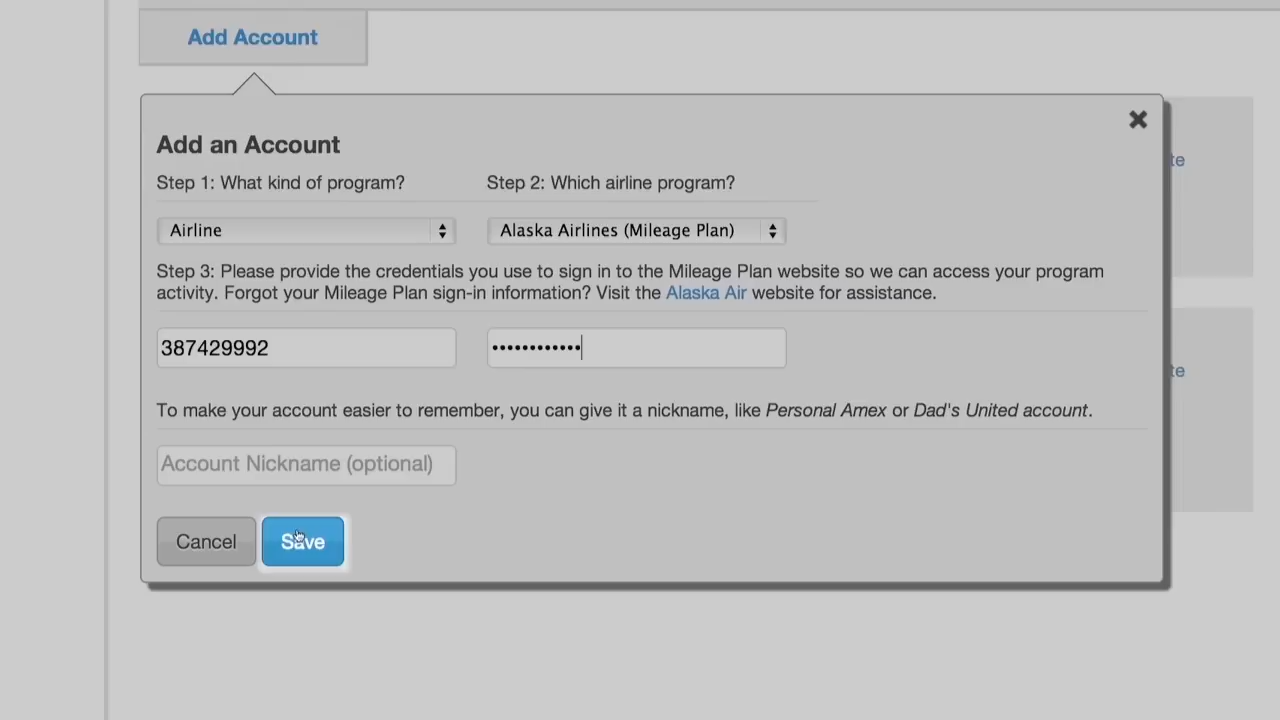 Add Account
Add an Account
Step 1: What kind of program?
Step 2: Which airline program?
Airline
Alaska Airlines (Mileage Plan)
Step 3: Please provide the credentials you use to sign in to the Mileage Plan website so we can access your program
activity. Forgot your Mileage Plan sign-in information? Visit the Alaska Air website for assistance.
387429992
••••••••••••
To make your account easier to remember, you can give it a nickname, like Personal Amex or Dad's United account.
Account Nickname (optional)
Cancel
Save